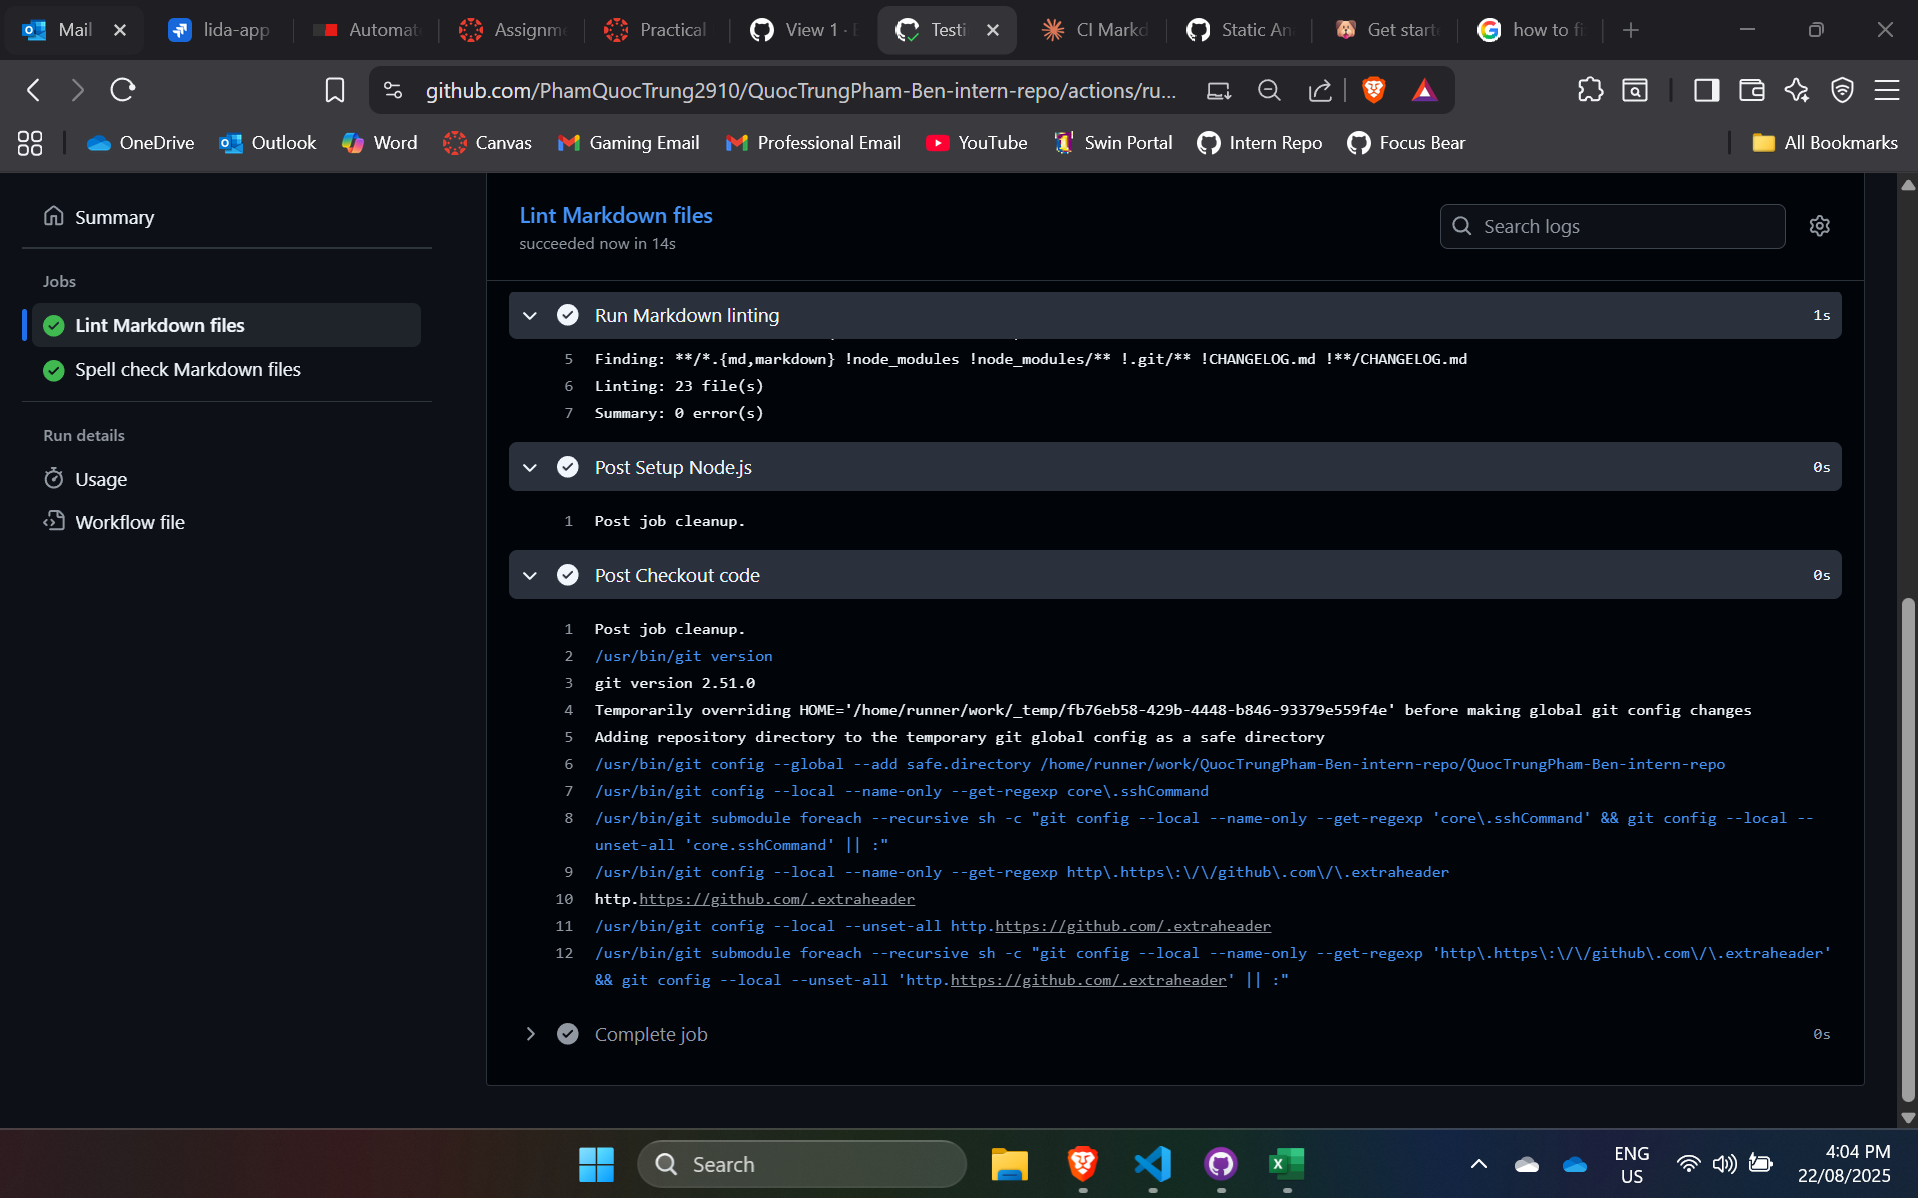 Mail
lida-app
Automat
Assignme
Practical
View 1 ·
Testi
CI Markd
Static An
Get start
how to fi
github.com/PhamQuocTrung2910/QuocTrungPham-Ben-intern-repo/actions/ru...
OneDrive
Outlook
Word
Canvas
Gaming Email
Professional Email
YouTube
Swin Portal
Intern Repo
Focus Bear
All Bookmarks
Summary
Jobs
Lint Markdown files
Spell check Markdown files
Run details
Usage
Workflow file
Lint Markdown files
succeeded now in 14s
Search logs
Run Markdown linting 1s
5 Finding: **/*.{md,markdown} !node_modules !node_modules/** !.git/** !CHANGELOG.md !**/CHANGELOG.md
6 Linting: 23 file(s)
7 Summary: 0 error(s)
Post Setup Node.js 0s
1 Post job cleanup.
Post Checkout code 0s
1 Post job cleanup.
2 /usr/bin/git version
3 git version 2.51.0
4 Temporarily overriding HOME='/home/runner/work/_temp/fb76eb58-429b-4448-b846-93379e559f4e' before making global git config changes
5 Adding repository directory to the temporary git global config as a safe directory
6 /usr/bin/git config --global --add safe.directory /home/runner/work/QuocTrungPham-Ben-intern-repo/QuocTrungPham-Ben-intern-repo
7 /usr/bin/git config --local --name-only --get-regexp core\.sshCommand
8 /usr/bin/git submodule foreach --recursive sh -c "git config --local --name-only --get-regexp 'core\.sshCommand' && git config --local --
unset-all 'core.sshCommand' || :"
9 /usr/bin/git config --local --name-only --get-regexp http\.https\:\/\/github\.com\/\.extraheader
10 http.https://github.com/.extraheader
11 /usr/bin/git config --local --unset-all http.https://github.com/.extraheader
12 /usr/bin/git submodule foreach --recursive sh -c "git config --local --name-only --get-regexp 'http\.https\:\/\/github\.com\/\.extraheader'
&& git config --local --unset-all 'http.https://github.com/.extraheader' || :"
Complete job 0s
Search
ENG
US
4:04 PM
22/08/2025